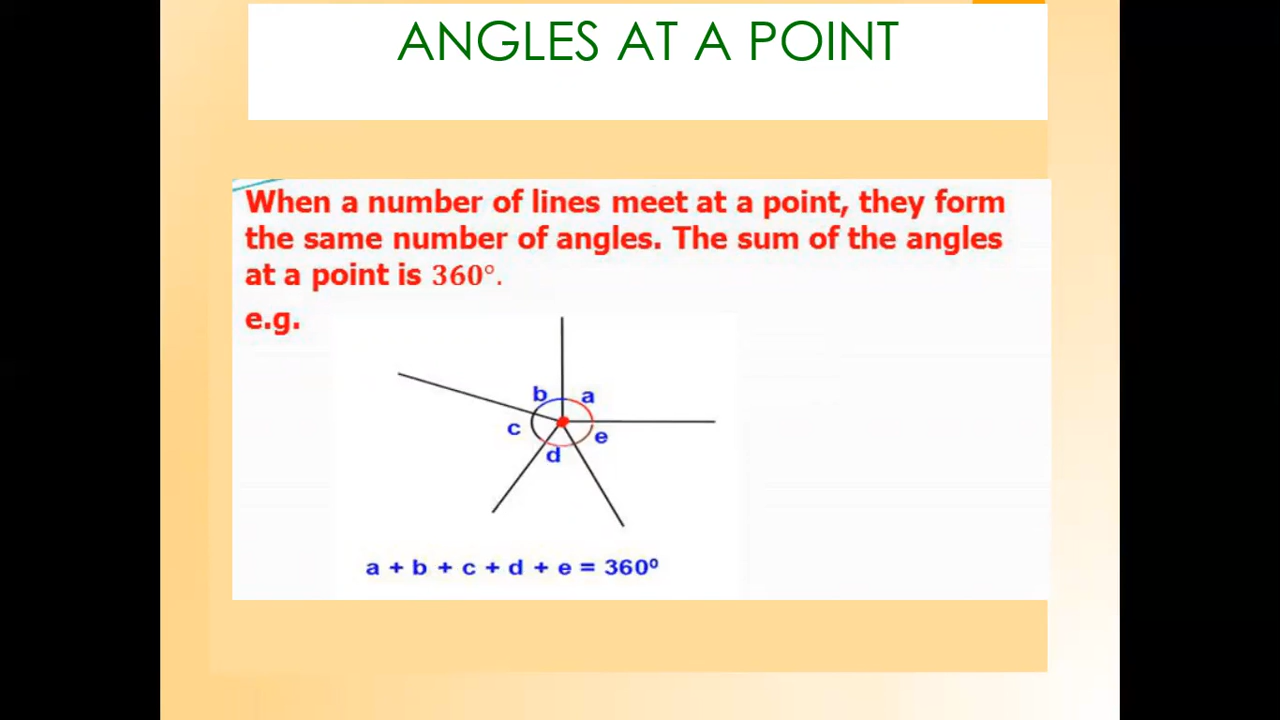 ANGLES AT A POINT
When a number of lines meet at a point, they form
the same number of angles. The sum of the angles
at a point is 360°.
e.g.
b a
c e
d
a + b + c + d + e = 360⁰